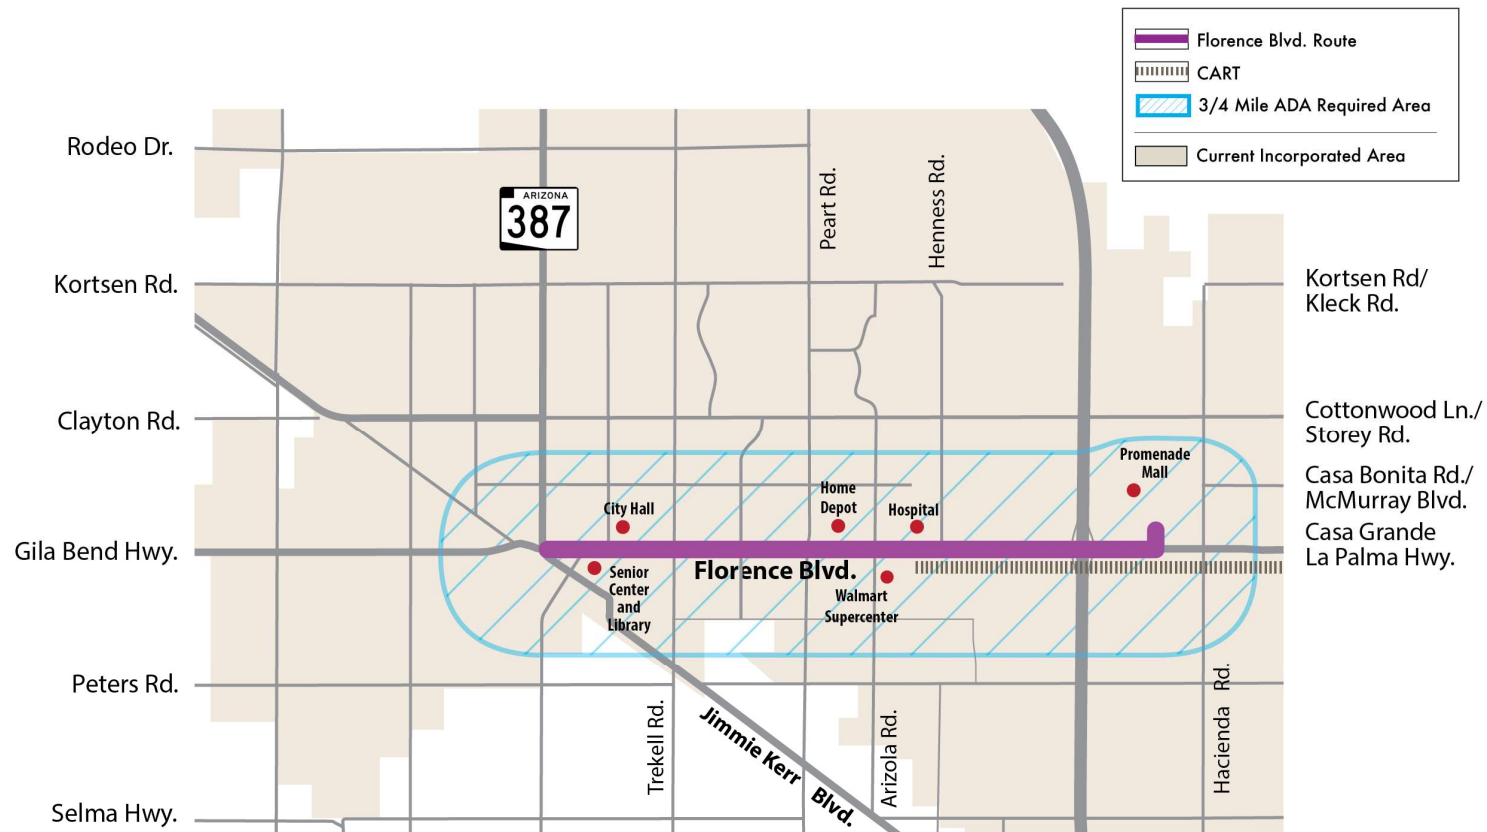 Florence Blvd. Route
CART
3/4 Mile ADA Required Area
Current Incorporated Area
Rodeo Dr.
ARIZONA
387
Peart Rd.
Henness Rd.
Kortsen Rd.
Kortsen Rd/
Kleck Rd.
Clayton Rd.
Cottonwood Ln./
Storey Rd.
Promenade
Mall
Casa Bonita Rd./
McMurray Blvd.
City Hall
Home
Depot
Hospital
Gila Bend Hwy.
Casa Grande
La Palma Hwy.
Florence Blvd.
Senior
Center
and
Library
Walmart
Supercenter
Peters Rd.
Trekell Rd.
Jimmie Kerr Blvd.
Arizola Rd.
Hacienda Rd.
Selma Hwy.